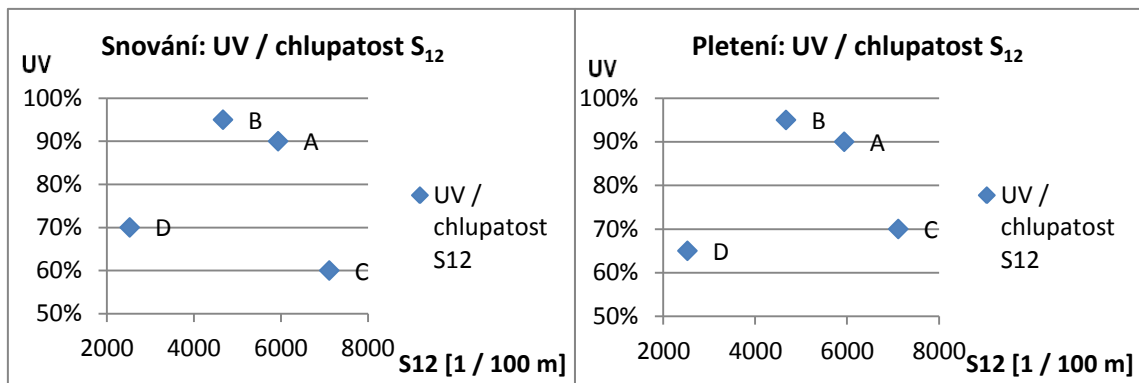 Snování: UV / chlupatost S₁₂
UV
100%
90%
80%
70%
60%
50%
B
A
D
C
2000 4000 6000 8000
S12 [1 / 100 m]
UV /
chlupatost
S12
Pletení: UV / chlupatost S₁₂
UV
100%
90%
80%
70%
60%
50%
B
A
C
D
2000 4000 6000 8000
S12 [1 / 100 m]
UV /
chlupatost
S12